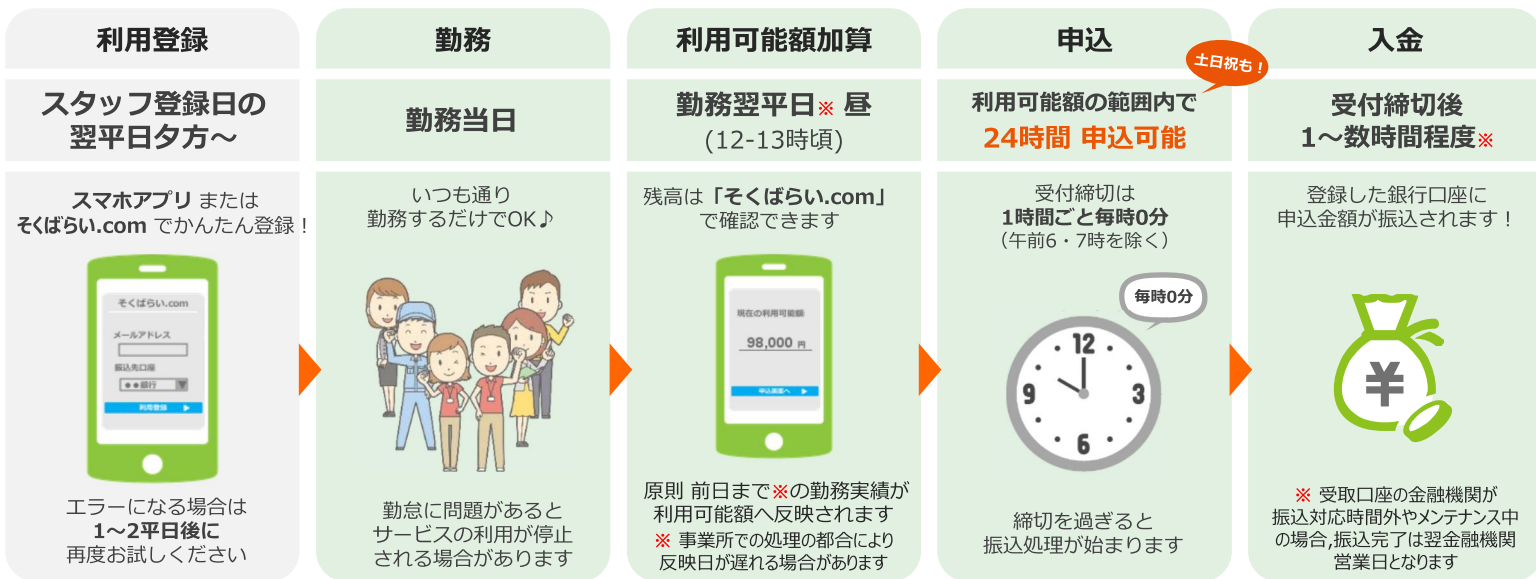 利用登録
スタッフ登録日の
翌平日夕方～
スマホアプリ または
そくばらい.com でかんたん登録！
そくばらい.com
メールアドレス
振込先口座
●●銀行
利用登録
エラーになる場合は
1～2平日後に
再度お試しください
勤務
勤務当日
いつも通り
勤務するだけでOK♪
勤怠に問題があると
サービスの利用が停止
される場合があります
利用可能額加算
勤務翌平日※ 昼
(12-13時頃)
残高は「そくばらい.com」
で確認できます
現在の利用可能額
98,000 円
申込画面へ
原則 前日まで※の勤務実績が
利用可能額へ反映されます
※ 事業所での処理の都合により
反映日が遅れる場合があります
申込
土日祝も！
利用可能額の範囲内で
24時間 申込可能
受付締切は
1時間ごと毎時0分
（午前6・7時を除く）
毎時0分
12
9
3
6
締切を過ぎると
振込処理が始まります
入金
受付締切後
1～数時間程度※
登録した銀行口座に
申込金額が振込されます！
¥
※ 受取口座の金融機関が
振込対応時間外やメンテナンス中
の場合,振込完了は翌金融機関
営業日となります